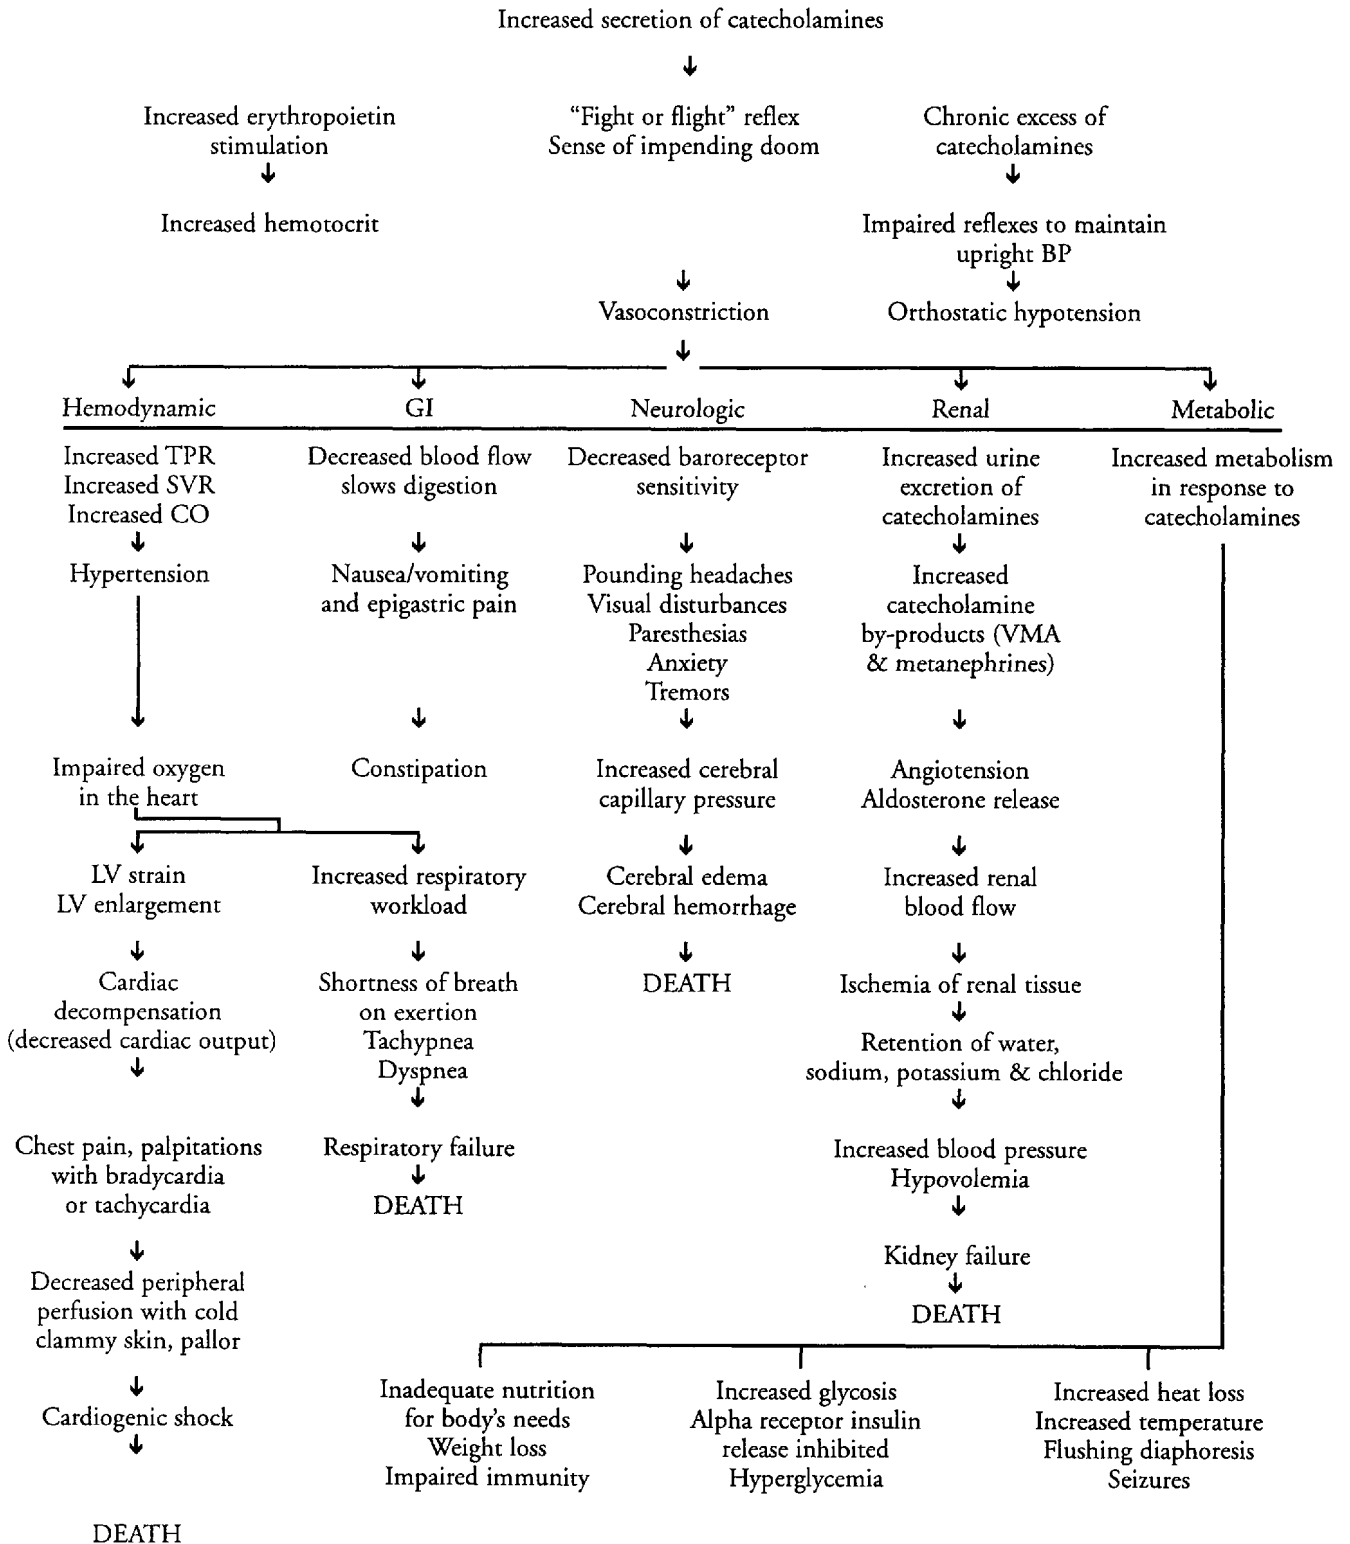 Increased secretion of catecholamines
Increased erythropoietin
stimulation
Increased hemotocrit
"Fight or flight" reflex
Sense of impending doom
Chronic excess of
catecholamines
Impaired reflexes to maintain
upright BP
Orthostatic hypotension
Vasoconstriction
Hemodynamic
GI
Neurologic
Renal
Metabolic
Increased TPR
Increased SVR
Increased CO
Hypertension
Impaired oxygen
in the heart
LV strain
LV enlargement
Cardiac
decompensation
(decreased cardiac output)
Chest pain, palpitations
with bradycardia
or tachycardia
Decreased peripheral
perfusion with cold
clammy skin, pallor
Cardiogenic shock
DEATH
Decreased blood flow
slows digestion
Nausea/vomiting
and epigastric pain
Constipation
Increased respiratory
workload
Shortness of breath
on exertion
Tachypnea
Dyspnea
Respiratory failure
DEATH
Decreased baroreceptor
sensitivity
Pounding headaches
Visual disturbances
Paresthesias
Anxiety
Tremors
Increased cerebral
capillary pressure
Cerebral edema
Cerebral hemorrhage
DEATH
Increased urine
excretion of
catecholamines
Increased
catecholamine
by-products (VMA
& metanephrines)
Angiotension
Aldosterone release
Increased renal
blood flow
Ischemia of renal tissue
Retention of water,
sodium, potassium & chloride
Increased blood pressure
Hypovolemia
Kidney failure
DEATH
Increased metabolism
in response to
catecholamines
Inadequate nutrition
for body's needs
Weight loss
Impaired immunity
Increased glycosis
Alpha receptor insulin
release inhibited
Hyperglycemia
Increased heat loss
Increased temperature
Flushing diaphoresis
Seizures